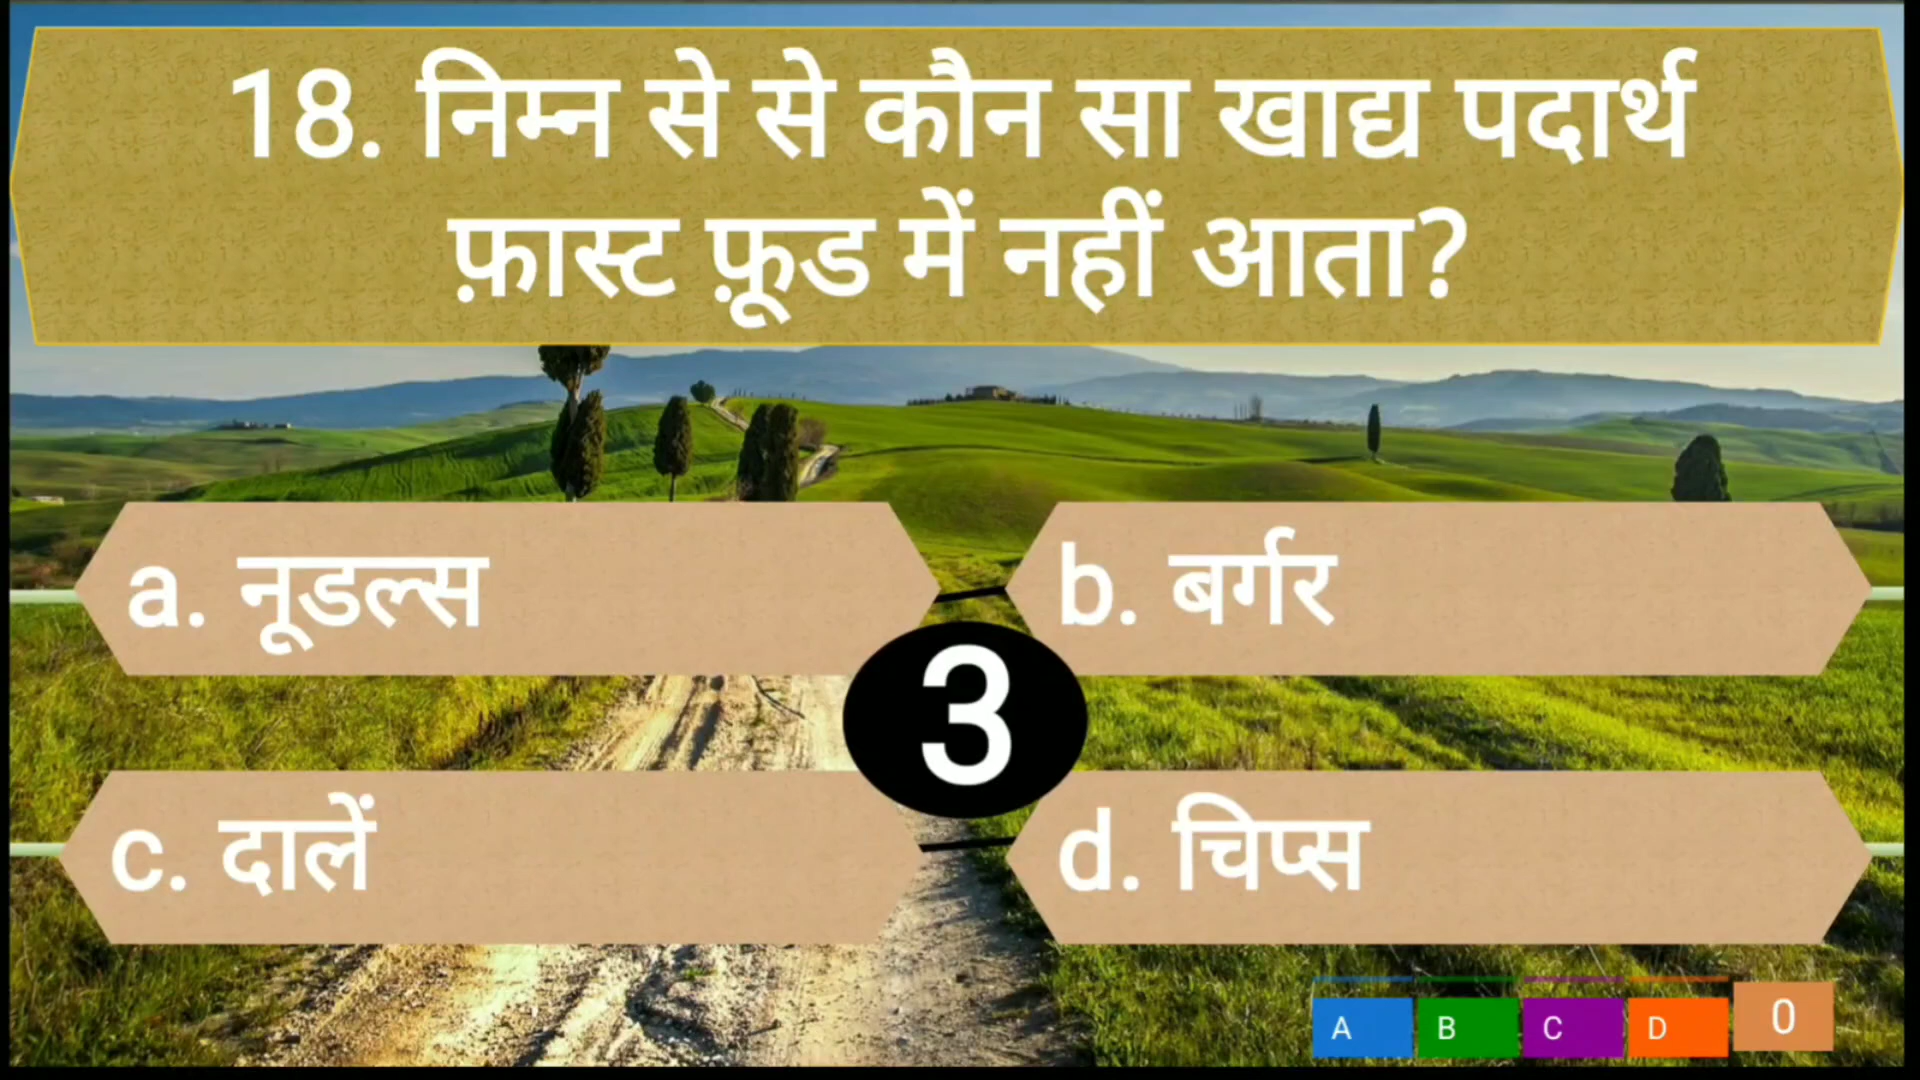 18. निम्न से से कौन सा खाद्य पदार्थ
फ़ास्ट फ़ूड में नहीं आता?
a. नूडल्स
b. बर्गर
3
c. दालें
d. चिप्स
A B C D 0